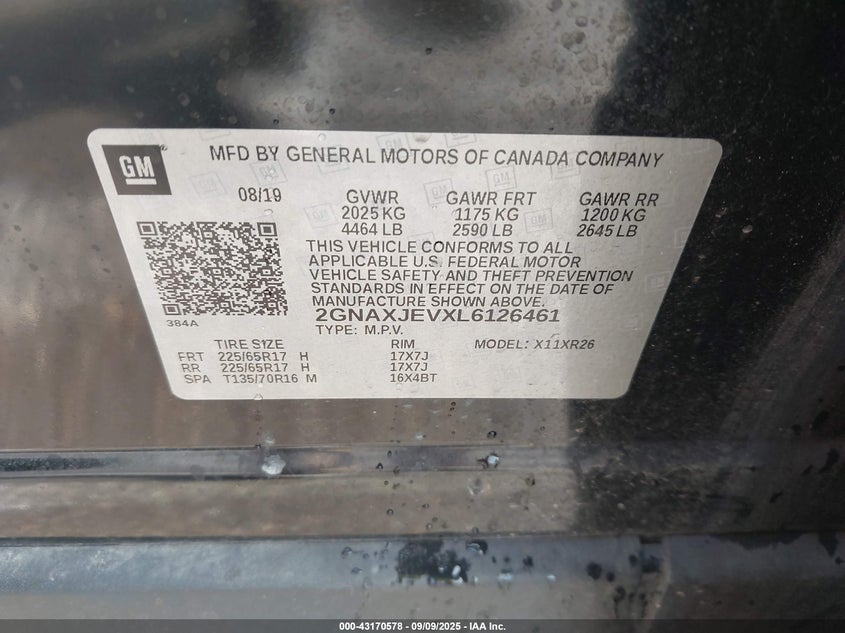 GM
MFD BY GENERAL MOTORS OF CANADA COMPANY
08/19 GVWR GAWR FRT GAWR RR
2025 KG 1175 KG 1200 KG
4464 LB 2590 LB 2645 LB
THIS VEHICLE CONFORMS TO ALL
APPLICABLE U.S. FEDERAL MOTOR
VEHICLE SAFETY AND THEFT PREVENTION
STANDARDS IN EFFECT ON THE DATE OF
MANUFACTURE SHOWN ABOVE.
384A
2GNAXJEVXL6126461
TYPE: M.P.V.
TIRE SIZE RIM MODEL: X11XR26
FRT 225/65R17 H 17X7J
RR 225/65R17 H 17X7J
SPA T135/70R16 M 16X4BT
000-43170578 - 09/09/2025 - IAA Inc.